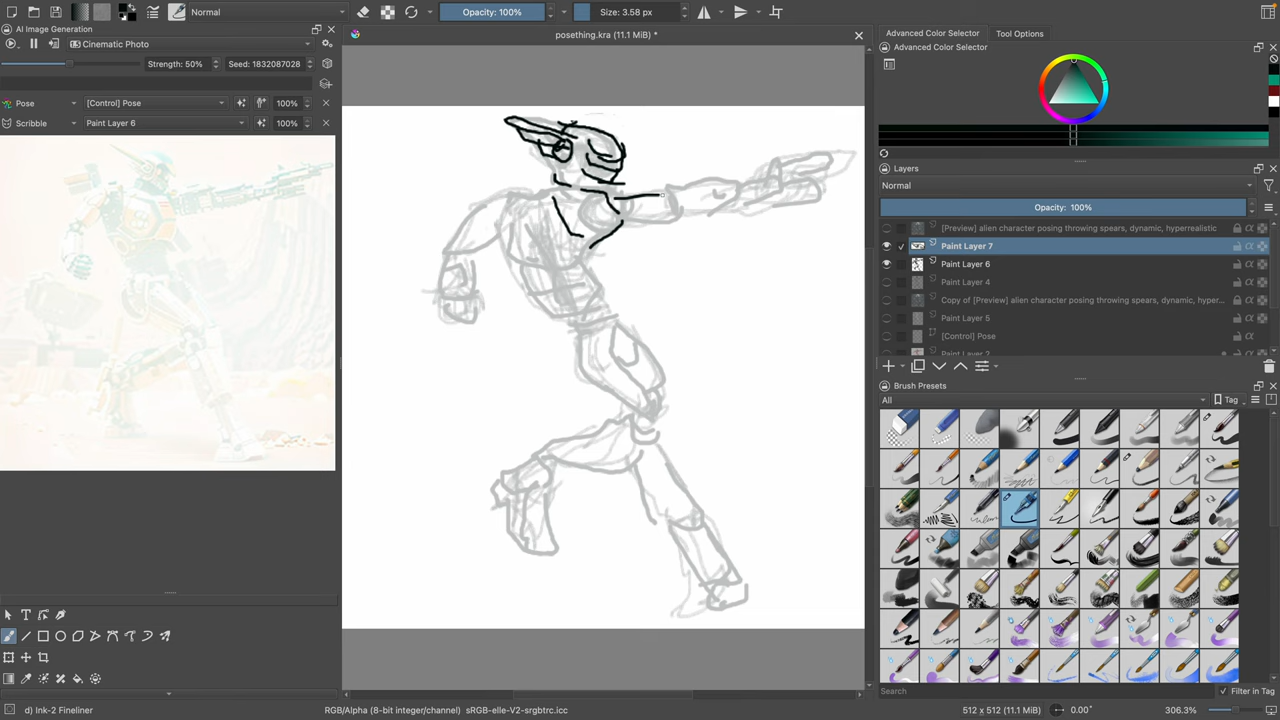 Normal
Opacity: 100%
Size: 3.58 px
AI Image Generation
posething.kra (11.1 MiB) *
Advanced Color Selector
Tool Options
Cinematic Photo
Advanced Color Selector
Strength: 50%
Seed: 1832087028
Pose
[Control] Pose
100%
Scribble
Paint Layer 6
100%
Layers
Normal
Opacity: 100%
[Preview] alien character posing throwing spears, dynamic, hyperrealistic
Paint Layer 7
Paint Layer 6
Paint Layer 4
Copy of [Preview] alien character posing throwing spears, dynamic, hyper...
Paint Layer 5
[Control] Pose
Paint Layer 2
Brush Presets
All
Tag
Search
Filter in Tag
d) Ink-2 Fineliner
RGB/Alpha (8-bit integer/channel) sRGB-elle-V2-srgbtrc.icc
512 x 512 (11.1 MiB)
0.00°
306.3%